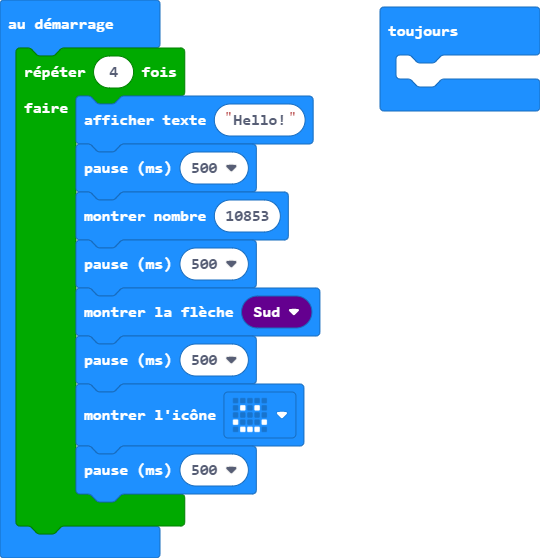 au démarrage
répéter 4 fois
faire
afficher texte "Hello!"
pause (ms) 500
montrer nombre 10853
pause (ms) 500
montrer la flèche Sud
pause (ms) 500
montrer l'icône
pause (ms) 500
toujours